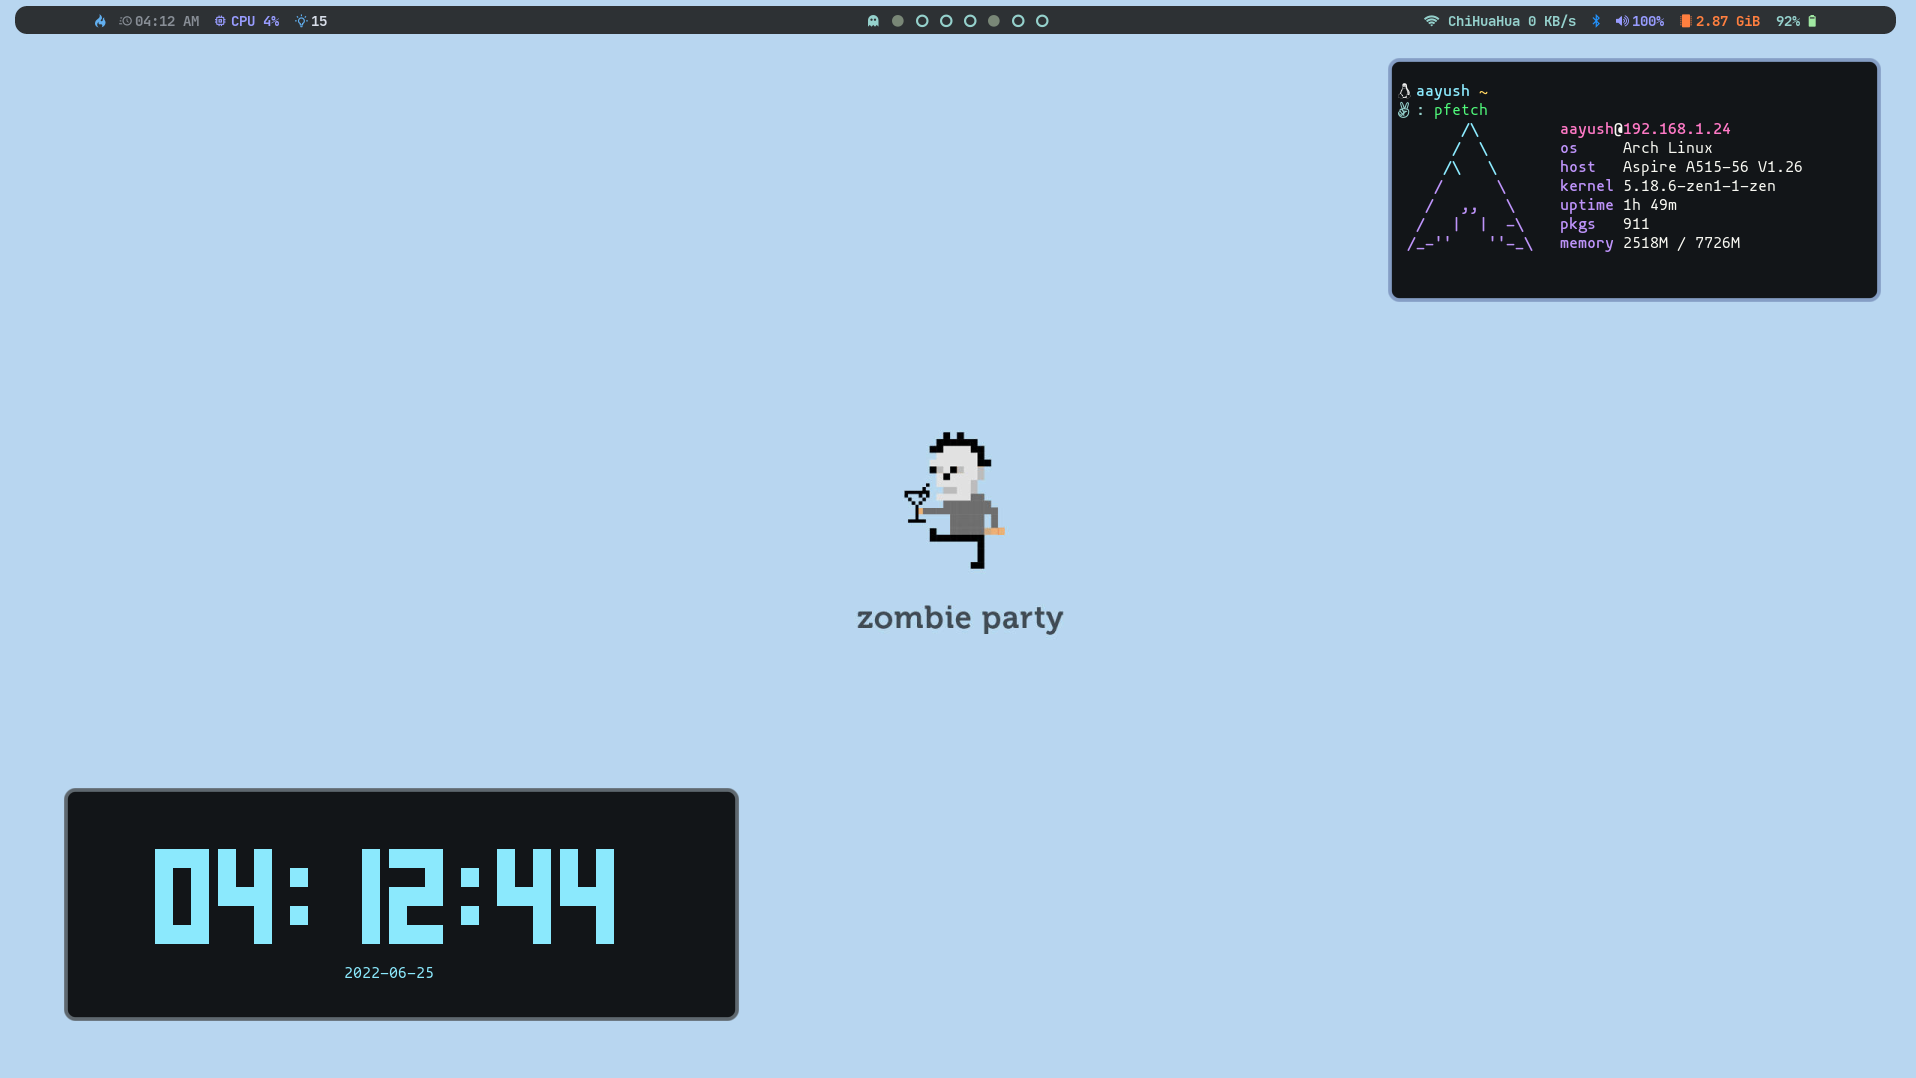 04:12 AM CPU 4% 15 ChiHuaHua 0 KB/s 100% 2.87 GiB 92%
aayush ~
: pfetch
aayush@192.168.1.24
os Arch Linux
host Aspire A515-56 V1.26
kernel 5.18.6-zen1-1-zen
uptime 1h 49m
pkgs 911
memory 2518M / 7726M
zombie party
04:12:44
2022-06-25